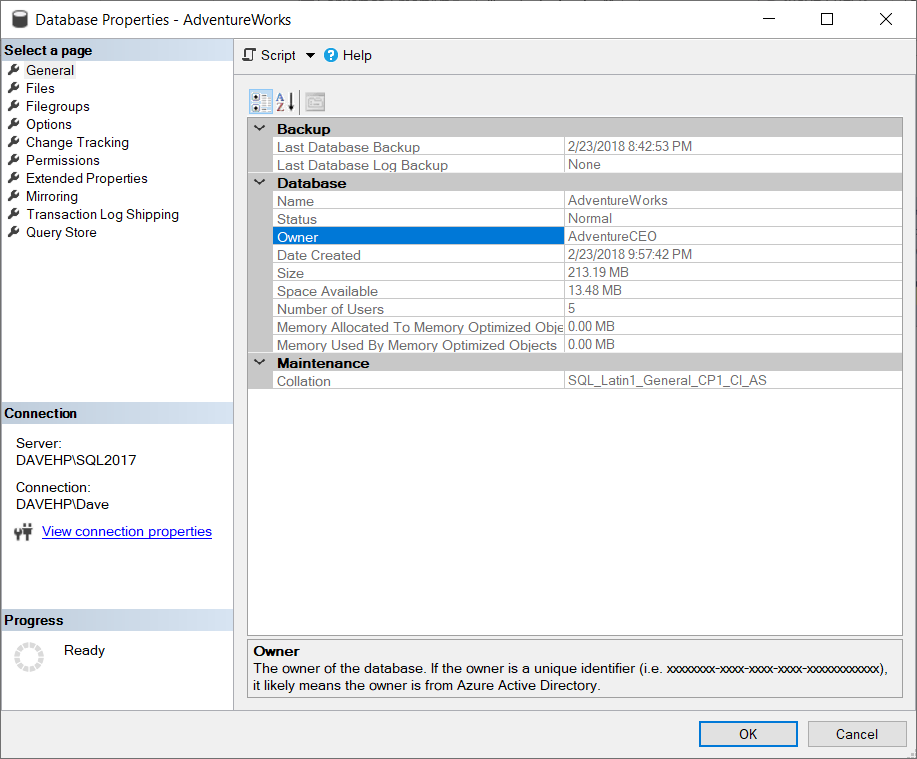 Database Properties - AdventureWorks
Select a page
General
Files
Filegroups
Options
Change Tracking
Permissions
Extended Properties
Mirroring
Transaction Log Shipping
Query Store
Connection
Server:
DAVEHP\SQL2017
Connection:
DAVEHP\Dave
View connection properties
Progress
Ready
Script
Help
Backup
Last Database Backup 2/23/2018 8:42:53 PM
Last Database Log Backup None
Database
Name AdventureWorks
Status Normal
Owner AdventureCEO
Date Created 2/23/2018 9:57:42 PM
Size 213.19 MB
Space Available 13.48 MB
Number of Users 5
Memory Allocated To Memory Optimized Obje 0.00 MB
Memory Used By Memory Optimized Objects 0.00 MB
Maintenance
Collation SQL_Latin1_General_CP1_CI_AS
Owner
The owner of the database. If the owner is a unique identifier (i.e. xxxxxxxx-xxxx-xxxx-xxxx-xxxxxxxxxxxx),
it likely means the owner is from Azure Active Directory.
OK
Cancel